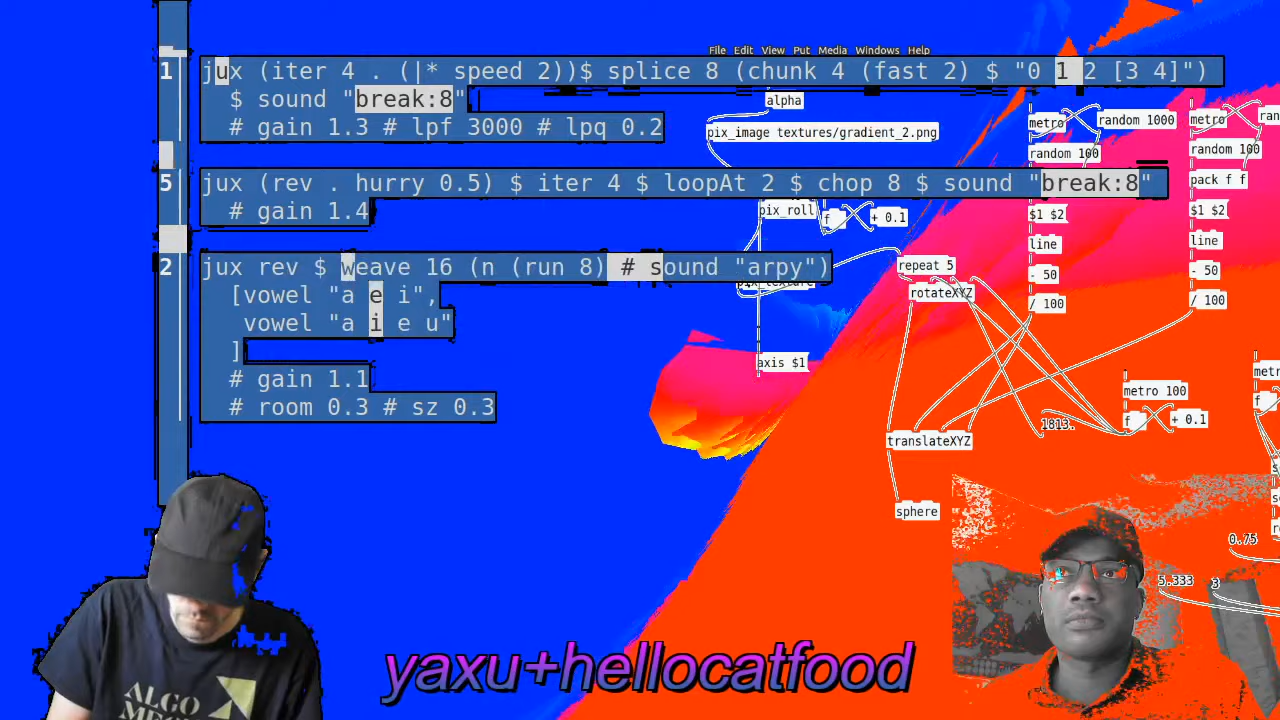 File Edit View Put Media Windows Help
1 jux (iter 4 . (|* speed 2))$ splice 8 (chunk 4 (fast 2) $ "0 1 2 [3 4]")
$ sound "break:8"
# gain 1.3 # lpf 3000 # lpq 0.2
5 jux (rev . hurry 0.5) $ iter 4 $ loopAt 2 $ chop 8 $ sound "break:8"
# gain 1.4
2 jux rev $ weave 16 (n (run 8) # sound "arpy")
[vowel "a e i",
vowel "a i e u"
]
# gain 1.1
# room 0.3 # sz 0.3
alpha
pix_image textures/gradient_2.png
pix_roll
f
+ 0.1
pix_texture
axis $1
repeat 5
rotateXYZ
translateXYZ
sphere
metro
random 1000
random 100
$1 $2
line
- 50
/ 100
metro
random 100
pack f f
$1 $2
line
- 50
/ 100
1813.
metro 100
f
+ 0.1
f
0.75
5.333
3
ALGO
yaxu+hellocatfood